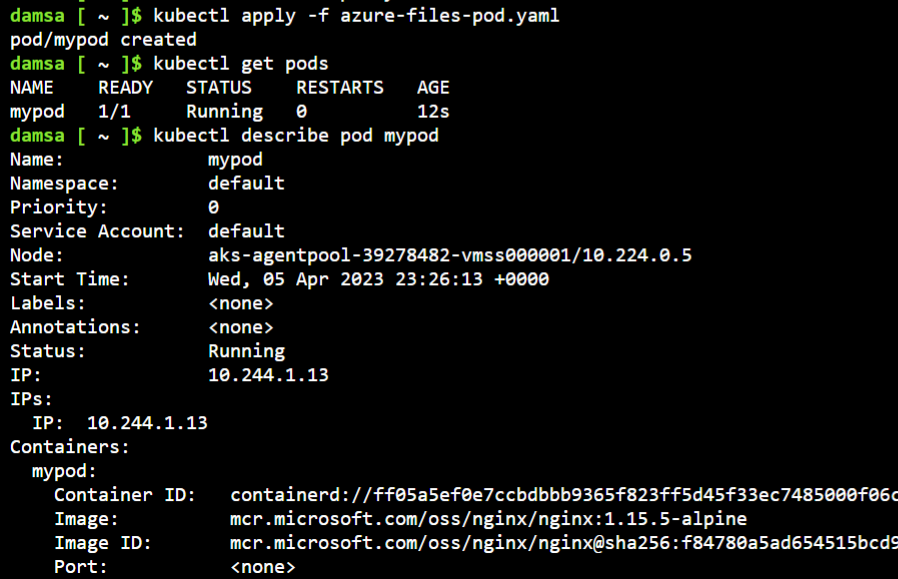 damsa [ ~ ]$ kubectl apply -f azure-files-pod.yaml
pod/mypod created
damsa [ ~ ]$ kubectl get pods
NAME    READY   STATUS    RESTARTS   AGE
mypod   1/1     Running   0          12s
damsa [ ~ ]$ kubectl describe pod mypod
Name:             mypod
Namespace:        default
Priority:         0
Service Account:  default
Node:             aks-agentpool-39278482-vmss000001/10.224.0.5
Start Time:       Wed, 05 Apr 2023 23:26:13 +0000
Labels:           <none>
Annotations:      <none>
Status:           Running
IP:               10.244.1.13
IPs:
  IP:  10.244.1.13
Containers:
  mypod:
    Container ID:   containerd://ff05a5ef0e7ccbdbbb9365f823ff5d45f33ec7485000f06c
    Image:          mcr.microsoft.com/oss/nginx/nginx:1.15.5-alpine
    Image ID:       mcr.microsoft.com/oss/nginx/nginx@sha256:f84780a5ad654515bcd9
    Port:           <none>